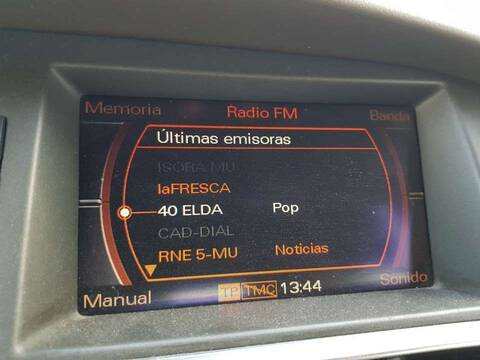 Memoria Radio FM Banda
Últimas emisoras
ISORA MU
laFRESCA
40 ELDA Pop
CAD-DIAL
RNE 5-MU Noticias
Manual TP TMC 13:44 Sonido